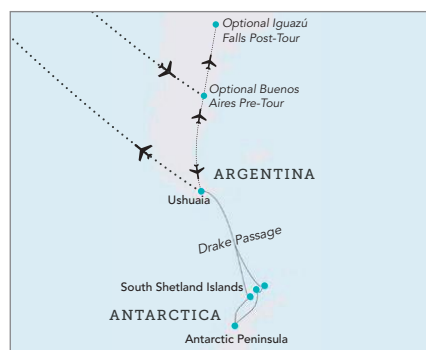 Optional Iguazú
Falls Post-Tour
Optional Buenos
Aires Pre-Tour
ARGENTINA
Ushuaia
Drake Passage
South Shetland Islands
ANTARCTICA
Antarctic Peninsula